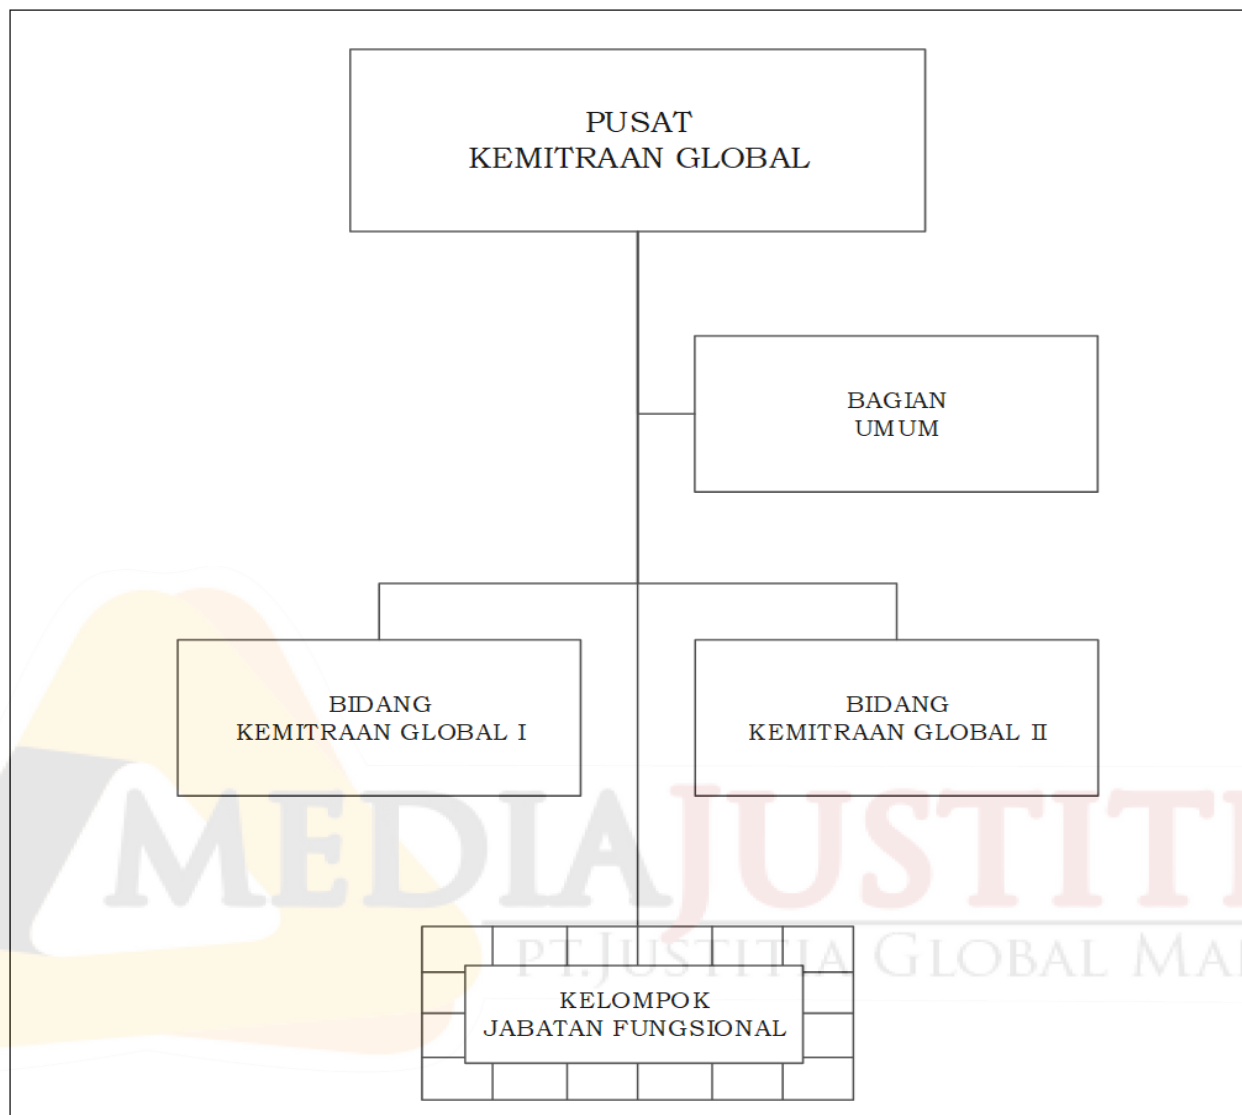 PUSAT
KEMITRAAN GLOBAL
BAGIAN
UMUM
BIDANG
KEMITRAAN GLOBAL I
BIDANG
KEMITRAAN GLOBAL II
MEDIAJUSTITI
PT.JUSTITIA GLOBAL MA
KELOMPOK
JABATAN FUNGSIONAL